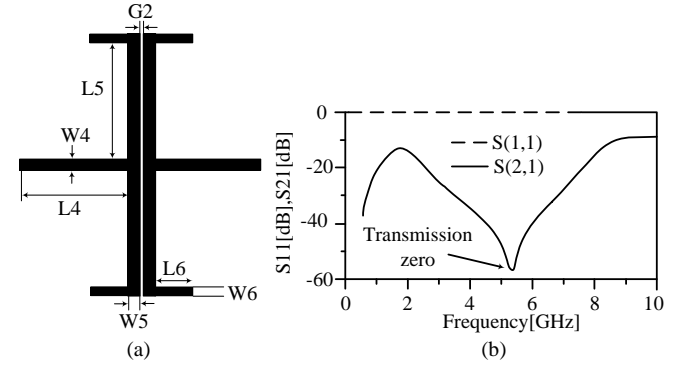 G2
L5
W4
L4
L6
W6
W5
(a)
S11[dB],S21[dB]
0
-20
-40
-60
S(1,1)
S(2,1)
Transmission
zero
0 2 4 6 8 10
Frequency[GHz]
(b)